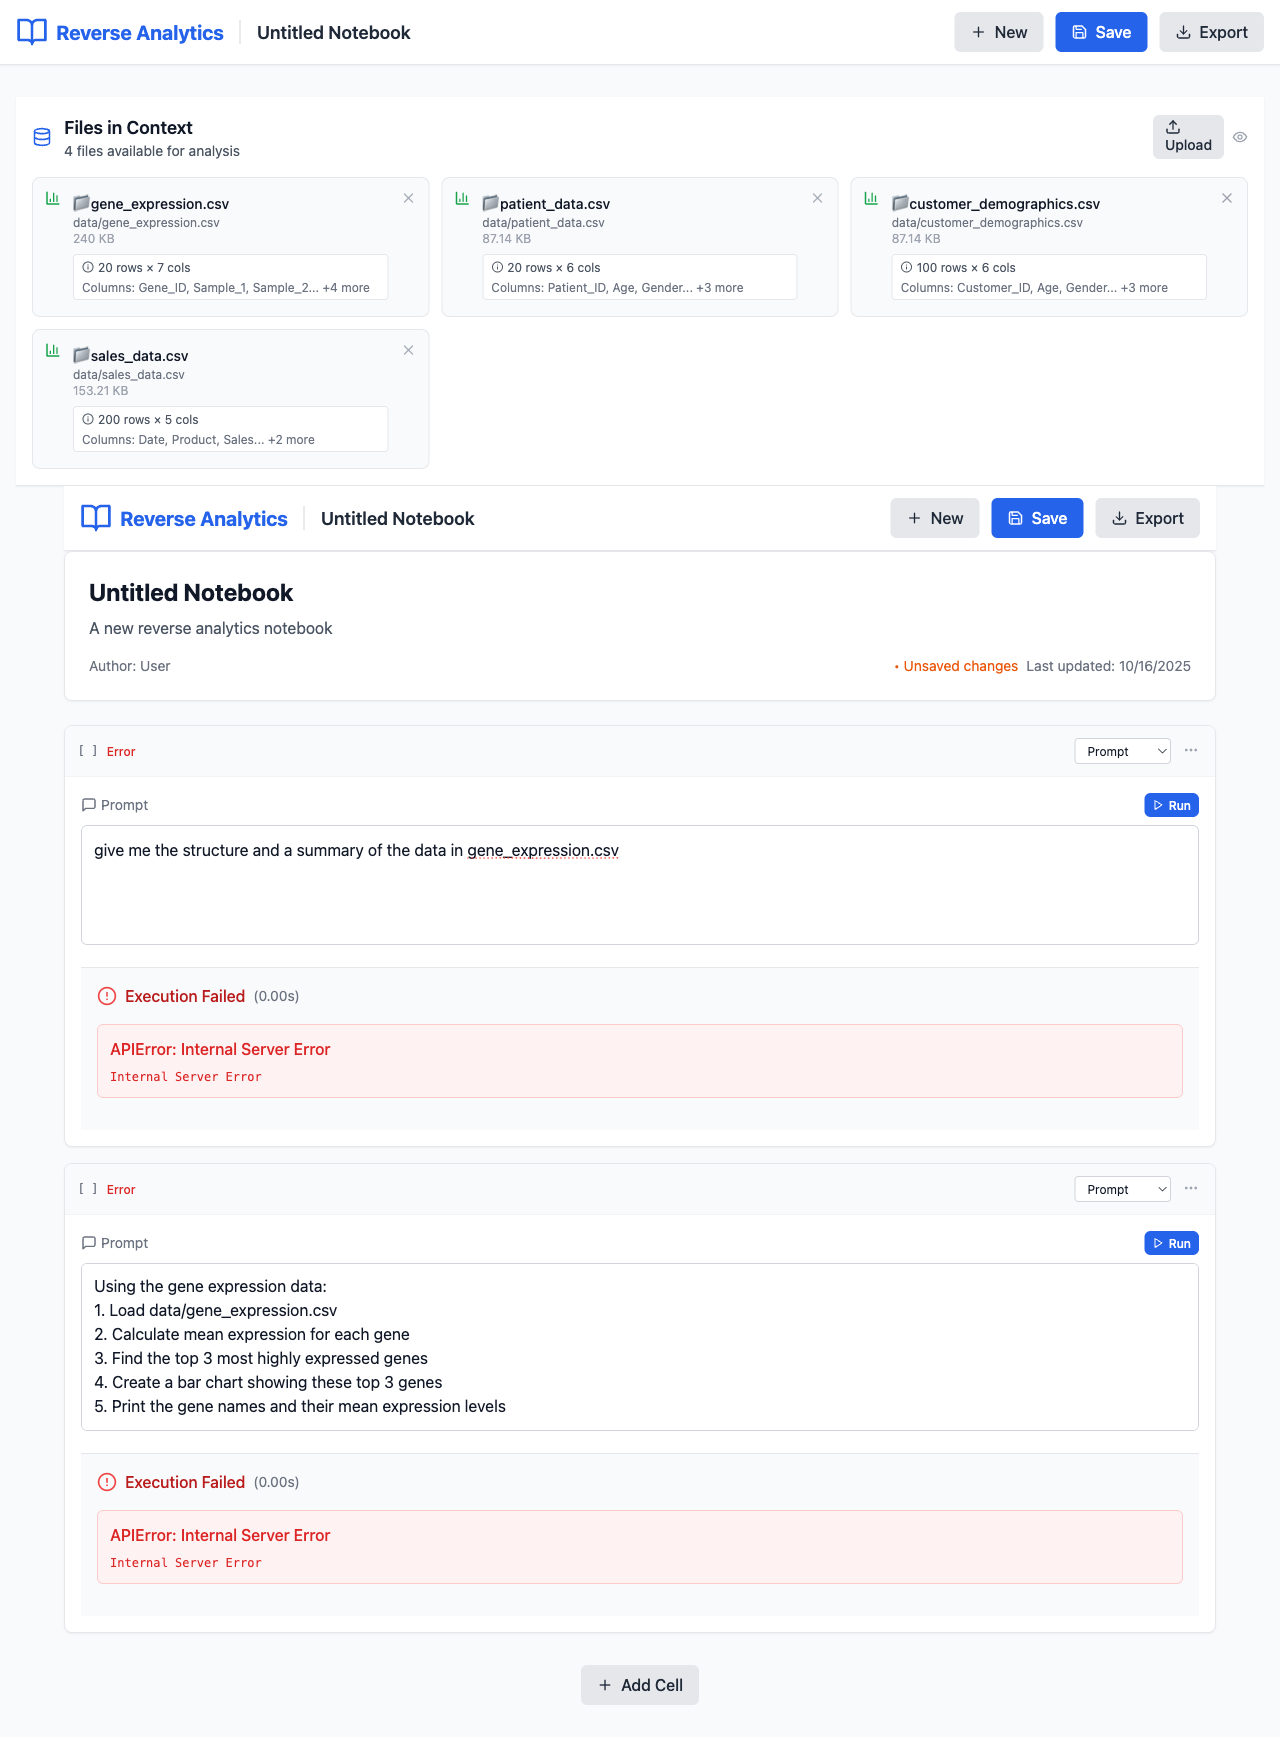 Reverse Analytics
Untitled Notebook
New
Save
Export
Files in Context
4 files available for analysis
Upload
gene_expression.csv
data/gene_expression.csv
240 KB
20 rows × 7 cols
Columns: Gene_ID, Sample_1, Sample_2... +4 more
patient_data.csv
data/patient_data.csv
87.14 KB
20 rows × 6 cols
Columns: Patient_ID, Age, Gender... +3 more
customer_demographics.csv
data/customer_demographics.csv
87.14 KB
100 rows × 6 cols
Columns: Customer_ID, Age, Gender... +3 more
sales_data.csv
data/sales_data.csv
153.21 KB
200 rows × 5 cols
Columns: Date, Product, Sales... +2 more
Reverse Analytics
Untitled Notebook
New
Save
Export
Untitled Notebook
A new reverse analytics notebook
Author: User
• Unsaved changes
Last updated: 10/16/2025
[ ] Error
Prompt
Prompt
Run
give me the structure and a summary of the data in gene_expression.csv
Execution Failed (0.00s)
APIError: Internal Server Error
Internal Server Error
[ ] Error
Prompt
Prompt
Run
Using the gene expression data:
1. Load data/gene_expression.csv
2. Calculate mean expression for each gene
3. Find the top 3 most highly expressed genes
4. Create a bar chart showing these top 3 genes
5. Print the gene names and their mean expression levels
Execution Failed (0.00s)
APIError: Internal Server Error
Internal Server Error
Add Cell